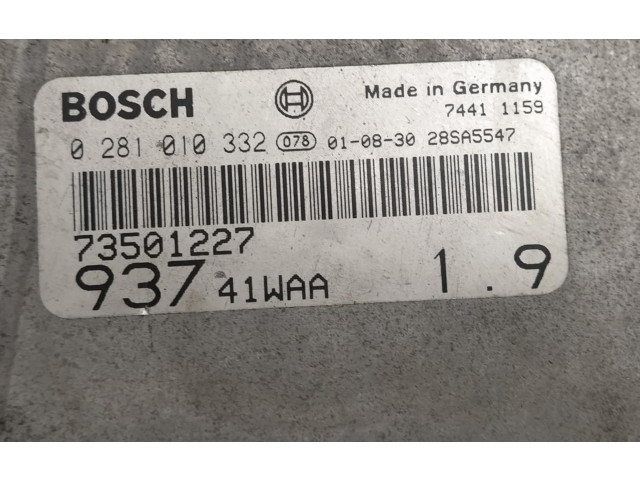 BOSCH Made in Germany
7441 1159
0 281 010 332 078 01-08-30 28SA5547
73501227
937 41WAA 1.9